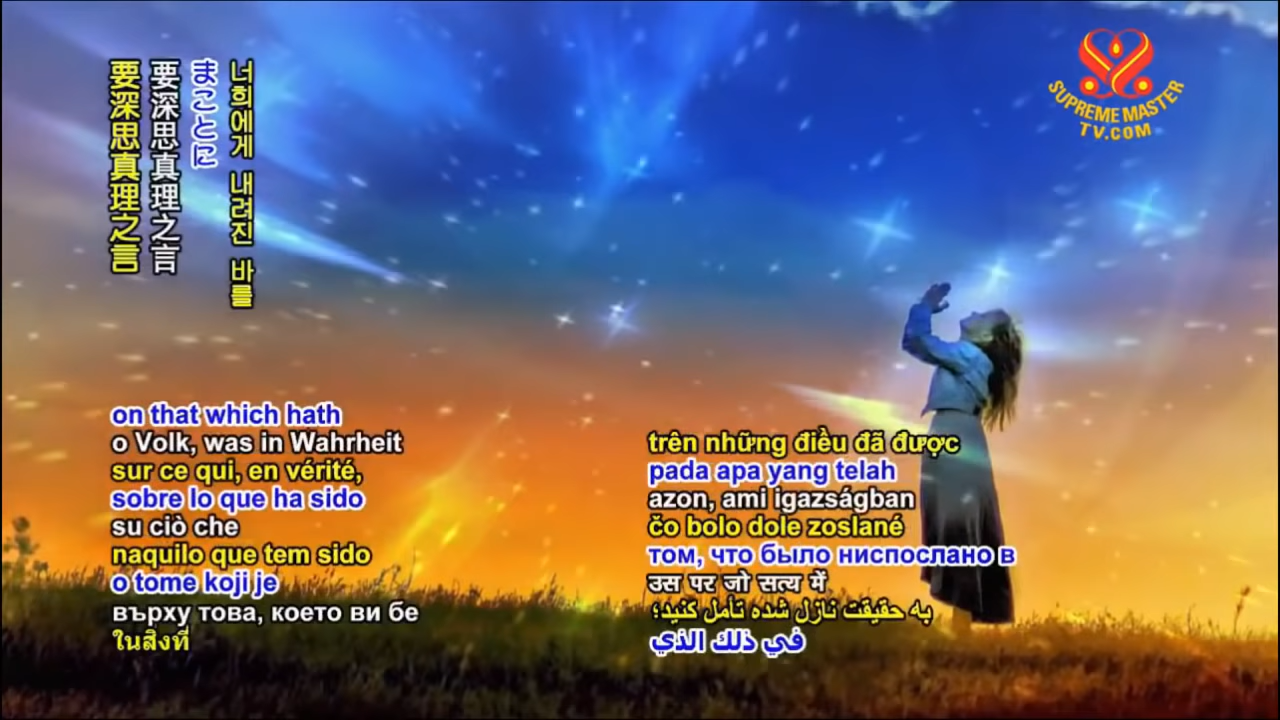 너희에게 내려진 바를
まことに
要深思真理之言
要深思真理之言
SUPREME MASTER
TV.COM
on that which hath
o Volk, was in Wahrheit
sur ce qui, en vérité,
sobre lo que ha sido
su ciò che
naquilo que tem sido
o tome koji je
върху това, което ви бе
ในสิ่งที่
trên những điều đã được
pada apa yang telah
azon, ami igazságban
čo bolo dole zoslané
том, что было ниспослано в
उस पर जो सत्य में
به حقیقت نازل شده تأمل کنید؛
في ذلك الذي